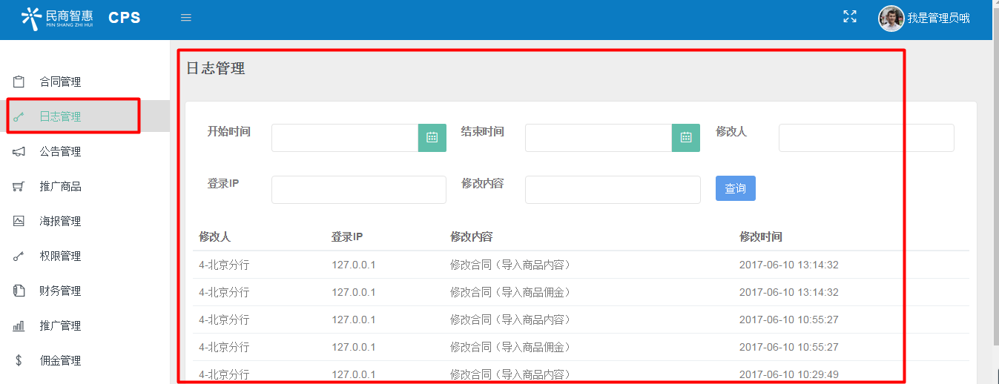 民商智惠 CPS 我是管理员哦
MIN SHANG ZHI HUI
合同管理
日志管理
公告管理
推广商品
海报管理
权限管理
财务管理
推广管理
佣金管理
日志管理
开始时间 结束时间 修改人
登录IP 修改内容 查询
修改人 登录IP 修改内容 修改时间
4-北京分行 127.0.0.1 修改合同（导入商品内容） 2017-06-10 13:14:32
4-北京分行 127.0.0.1 修改合同（导入商品佣金） 2017-06-10 13:14:32
4-北京分行 127.0.0.1 修改合同（导入商品内容） 2017-06-10 10:55:27
4-北京分行 127.0.0.1 修改合同（导入商品佣金） 2017-06-10 10:55:27
4-北京分行 127.0.0.1 修改合同（导入商品内容） 2017-06-10 10:29:49